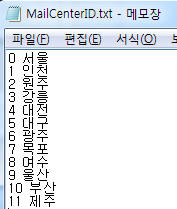 MailCenterID.txt - 메모장
파일(F) 편집(E) 서식(O)
0 서울
1 인천
2 원주
3 강릉
4 대전
5 대구
6 광주
7 목포
8 여수
9 울산
10 부산
11 제주